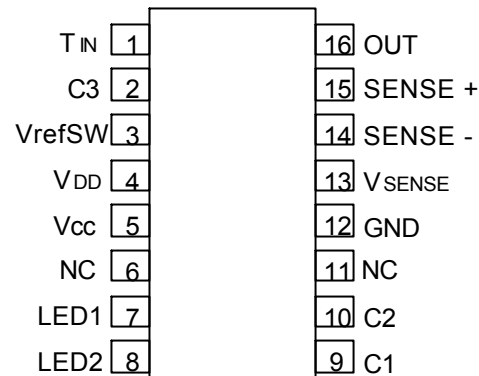 T IN 1 16 OUT
C3 2 15 SENSE +
VrefSW 3 14 SENSE -
VDD 4 13 VSENSE
Vcc 5 12 GND
NC 6 11 NC
LED1 7 10 C2
LED2 8 9 C1